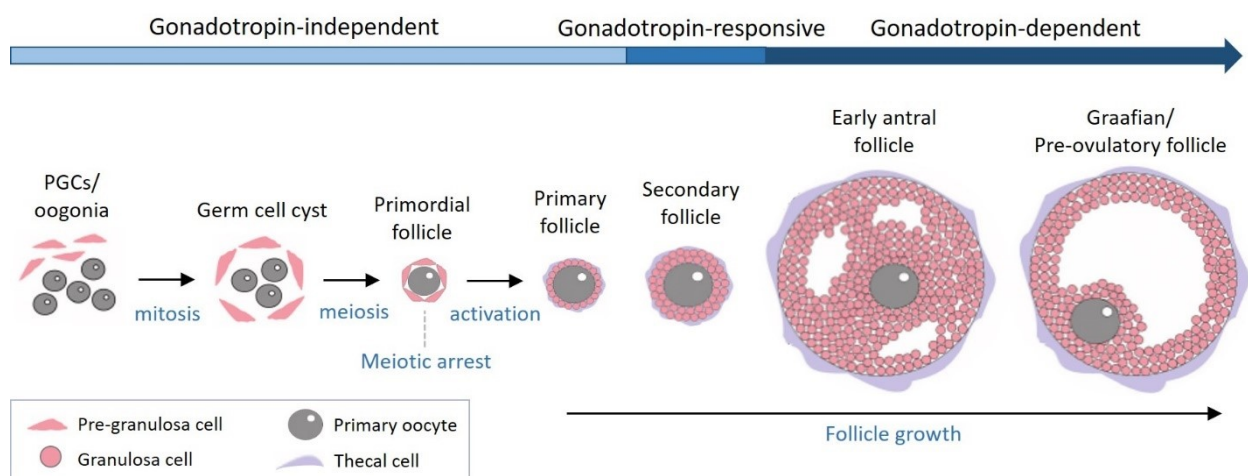 Gonadotropin-independent
Gonadotropin-responsive
Gonadotropin-dependent
PGCs/
oogonia
Germ cell cyst
Primordial
follicle
Primary
follicle
Secondary
follicle
Early antral
follicle
Graafian/
Pre-ovulatory follicle
mitosis
meiosis
activation
Meiotic arrest
Pre-granulosa cell
Primary oocyte
Granulosa cell
Thecal cell
Follicle growth